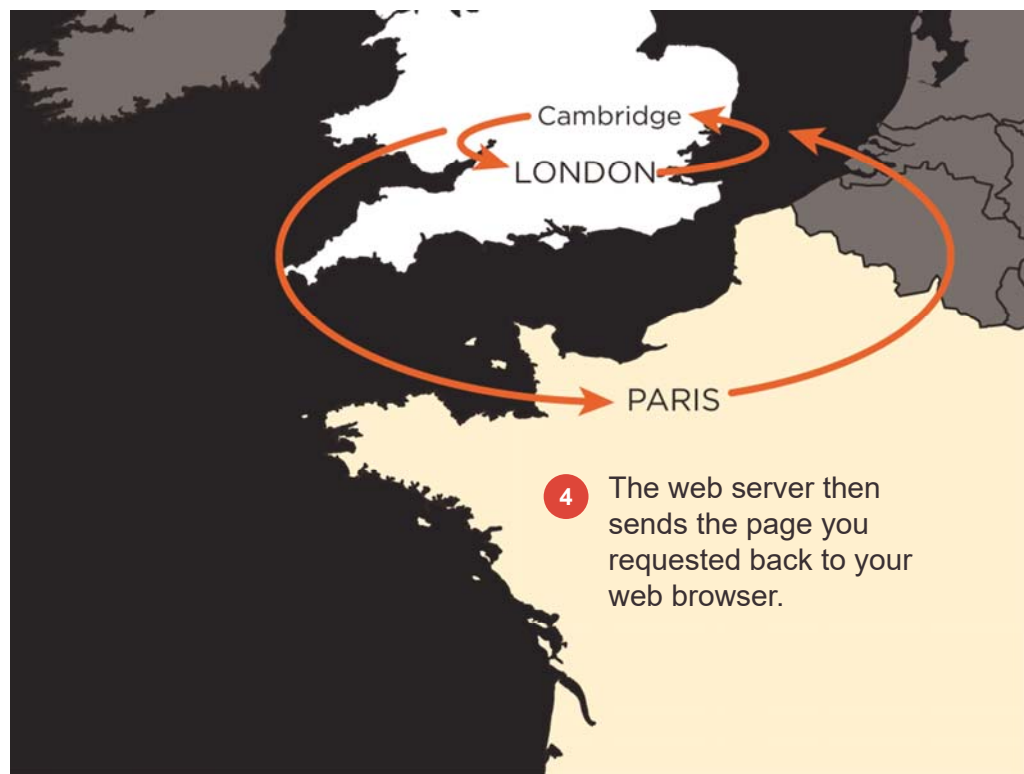 Cambridge
LONDON
PARIS
4
The web server then
sends the page you
requested back to your
web browser.